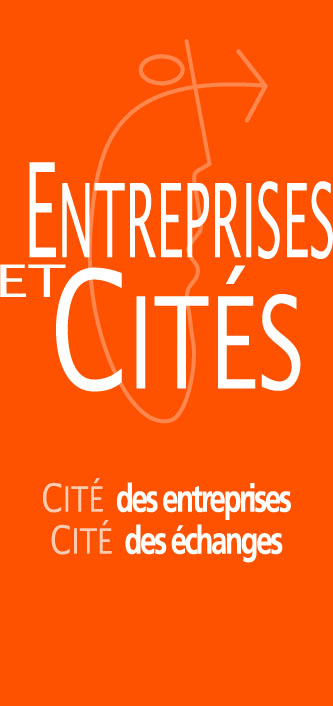 ENTREPRISES
ET CITÉS
CITÉ des entreprises
CITÉ des échanges